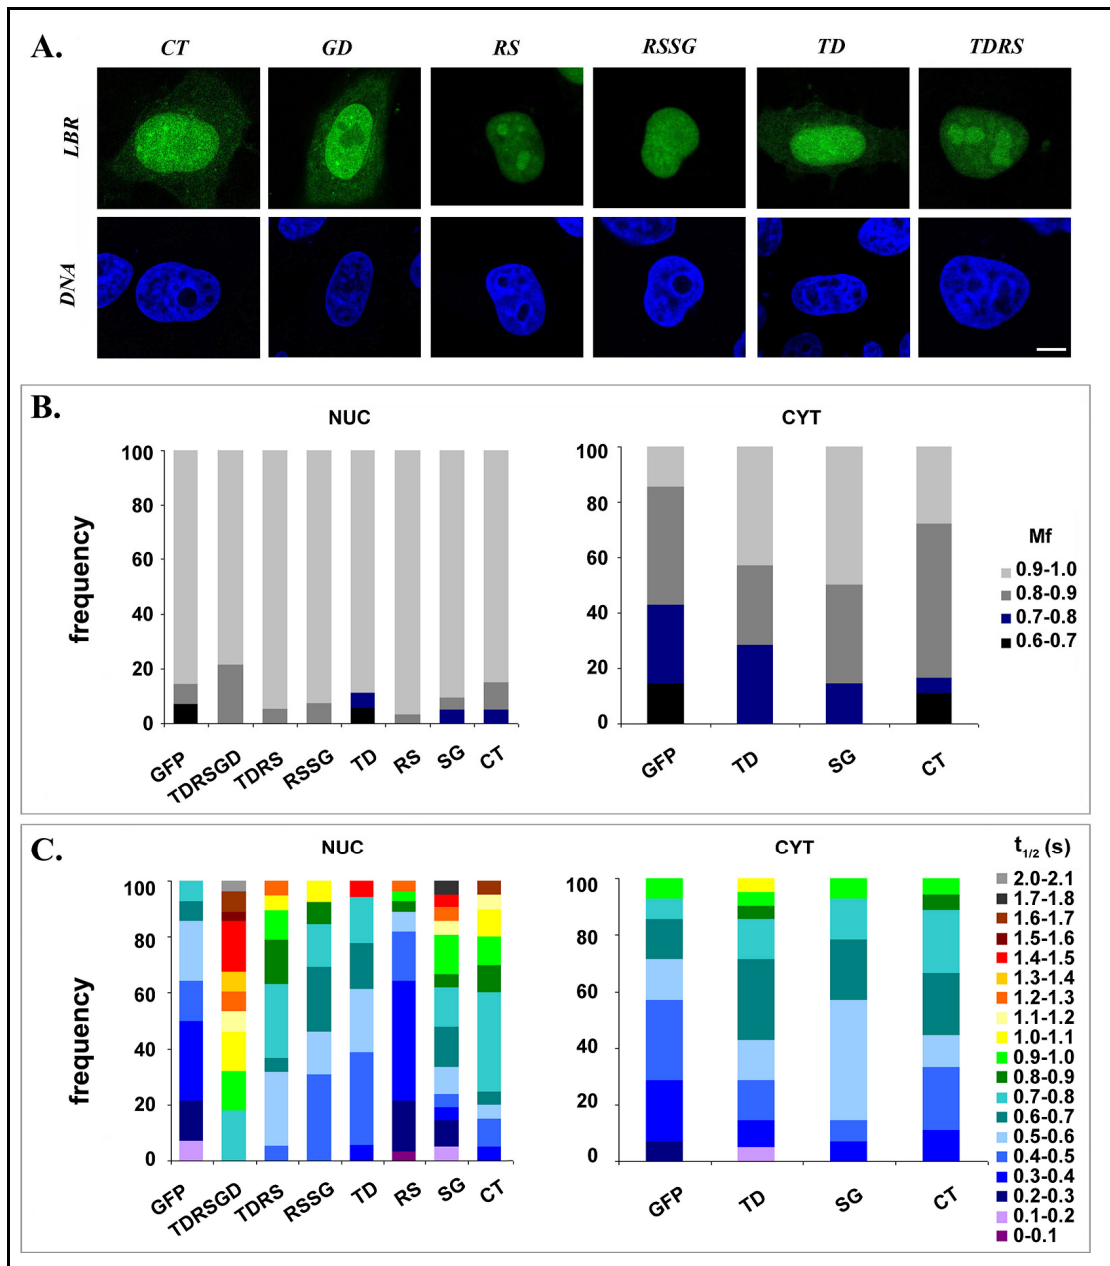 A.
CT GD RS RSSG TD TDRS
LBR
DNA
B.
NUC
frequency
100
80
60
40
20
0
GFP TDRSGD TDRS RSSG TD RS SG CT
CYT
100
80
60
40
20
0
GFP TD SG CT
Mf
0.9-1.0
0.8-0.9
0.7-0.8
0.6-0.7
C.
NUC
frequency
100
80
60
40
20
0
GFP TDRSGD TDRS RSSG TD RS SG CT
CYT
100
80
60
40
20
0
GFP TD SG CT
t1/2 (s)
2.0-2.1
1.7-1.8
1.6-1.7
1.5-1.6
1.4-1.5
1.3-1.4
1.2-1.3
1.1-1.2
1.0-1.1
0.9-1.0
0.8-0.9
0.7-0.8
0.6-0.7
0.5-0.6
0.4-0.5
0.3-0.4
0.2-0.3
0.1-0.2
0-0.1